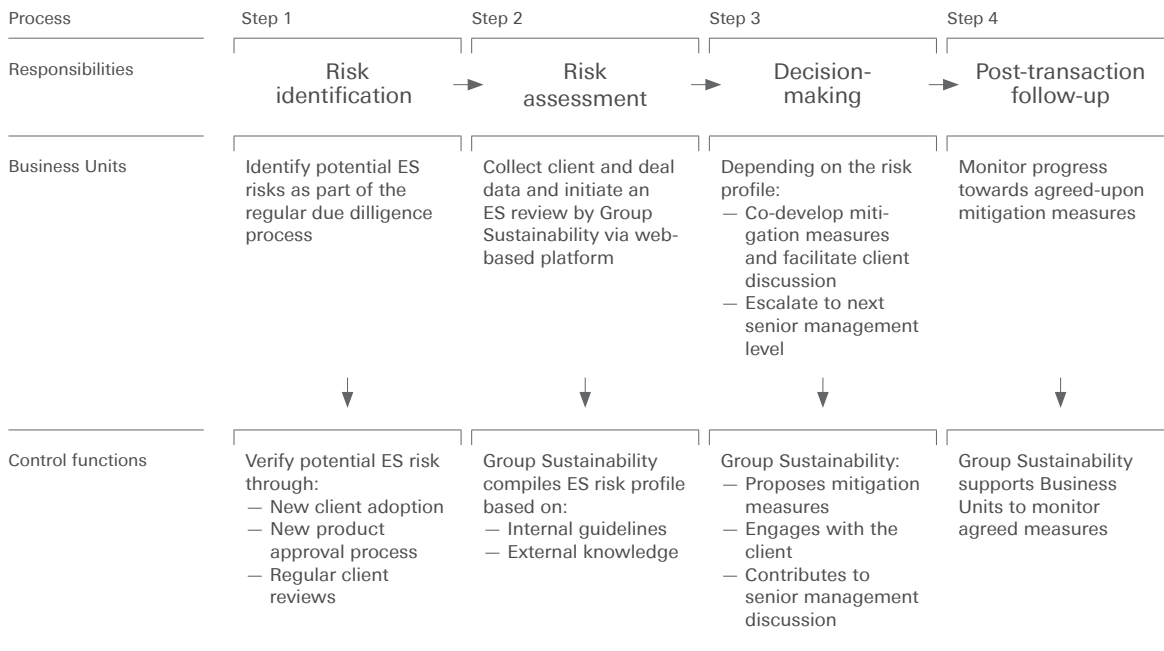 Process
Step 1
Step 2
Step 3
Step 4
Responsibilities
Risk
identification
Risk
assessment
Decision-
making
Post-transaction
follow-up
Business Units
Identify potential ES
risks as part of the
regular due dilligence
process
Collect client and deal
data and initiate an
ES review by Group
Sustainability via web-
based platform
Depending on the risk
profile:
— Co-develop miti-
gation measures
and facilitate client
discussion
— Escalate to next
senior management
level
Monitor progress
towards agreed-upon
mitigation measures
Control functions
Verify potential ES risk
through:
— New client adoption
— New product
approval process
— Regular client
reviews
Group Sustainability
compiles ES risk profile
based on:
— Internal guidelines
— External knowledge
Group Sustainability:
— Proposes mitigation
measures
— Engages with the
client
— Contributes to
senior management
discussion
Group Sustainability
supports Business
Units to monitor
agreed measures